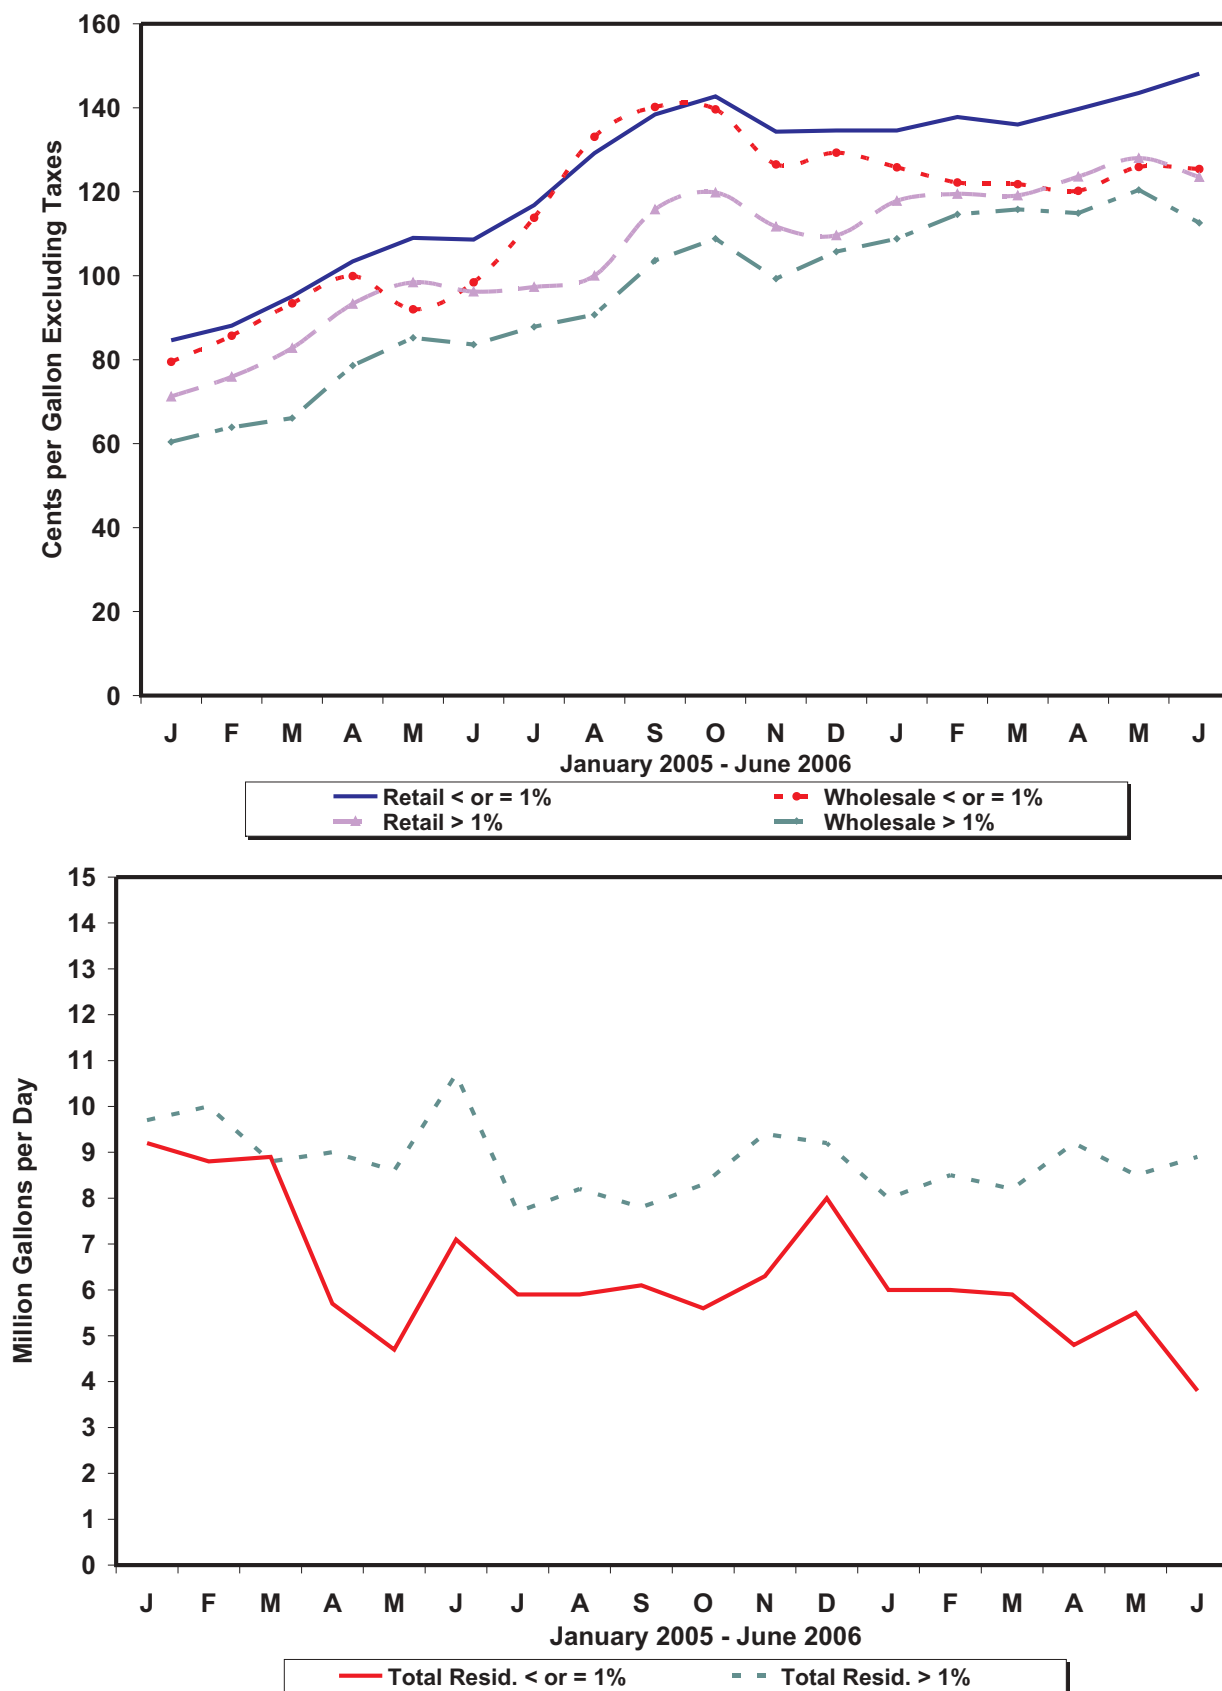 160
140
120
100
80
60
40
20
0
Cents per Gallon Excluding Taxes
J F M A M J J A S O N D J F M A M J
January 2005 - June 2006
Retail < or = 1% Wholesale < or = 1%
Retail > 1% Wholesale > 1%
15
14
13
12
11
10
9
8
7
6
5
4
3
2
1
0
Million Gallons per Day
J F M A M J J A S O N D J F M A M J
January 2005 - June 2006
Total Resid. < or = 1% Total Resid. > 1%